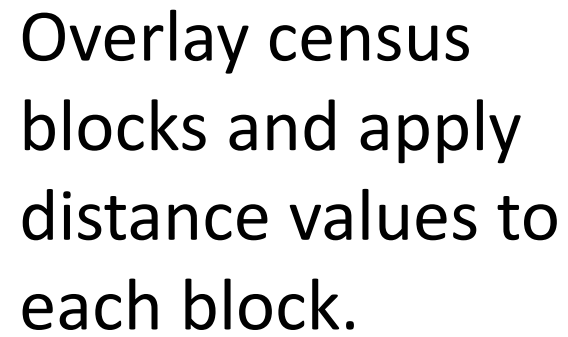 Overlay census
blocks and apply
distance values to
each block.